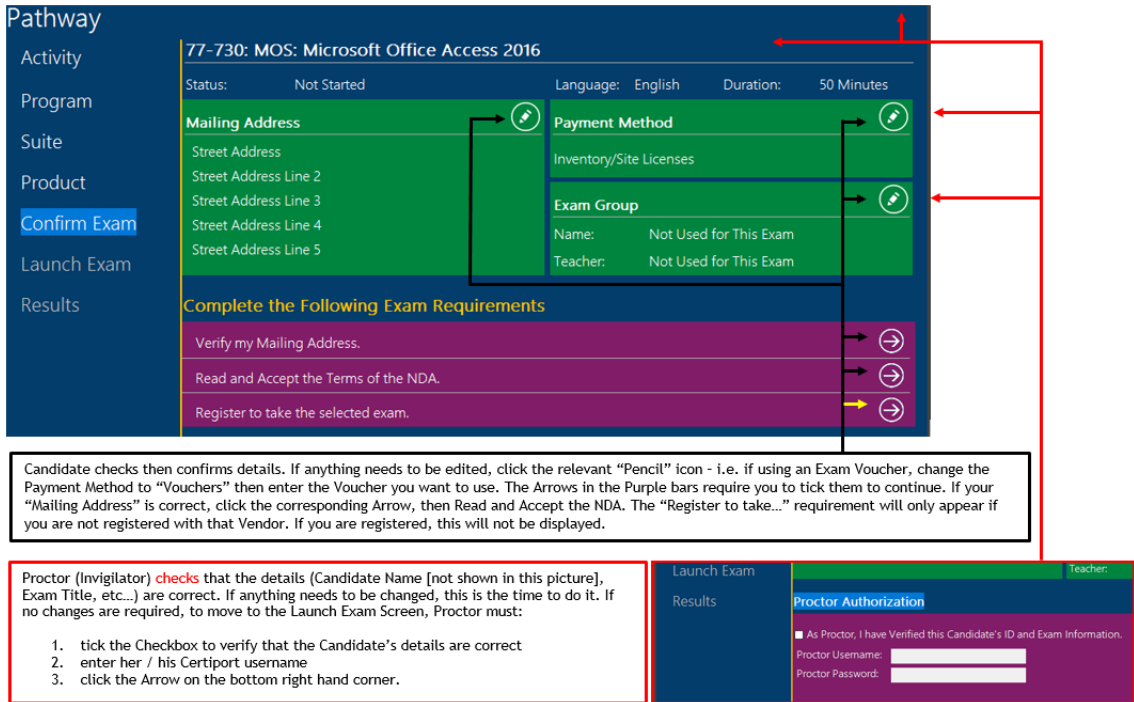 Pathway
Activity
Program
Suite
Product
Confirm Exam
Launch Exam
Results
77-730: MOS: Microsoft Office Access 2016
Status: Not Started Language: English Duration: 50 Minutes
Mailing Address
Street Address
Street Address Line 2
Street Address Line 3
Street Address Line 4
Street Address Line 5
Payment Method
Inventory/Site Licenses
Exam Group
Name: Not Used for This Exam
Teacher: Not Used for This Exam
Complete the Following Exam Requirements
Verify my Mailing Address.
Read and Accept the Terms of the NDA.
Register to take the selected exam.
Candidate checks then confirms details. If anything needs to be edited, click the relevant “Pencil” icon - i.e. if using an Exam Voucher, change the
Payment Method to “Vouchers” then enter the Voucher you want to use. The Arrows in the Purple bars require you to tick them to continue. If your
“Mailing Address” is correct, click the corresponding Arrow, then Read and Accept the NDA. The “Register to take…” requirement will only appear if
you are not registered with that Vendor. If you are registered, this will not be displayed.
Proctor (Invigilator) checks that the details (Candidate Name [not shown in this picture],
Exam Title, etc…) are correct. If anything needs to be changed, this is the time to do it. If
no changes are required, to move to the Launch Exam Screen, Proctor must:
1. tick the Checkbox to verify that the Candidate’s details are correct
2. enter her / his Certiport username
3. click the Arrow on the bottom right hand corner.
Launch Exam
Results
Teacher:
Proctor Authorization
As Proctor, I have Verified this Candidate's ID and Exam Information.
Proctor Username:
Proctor Password: